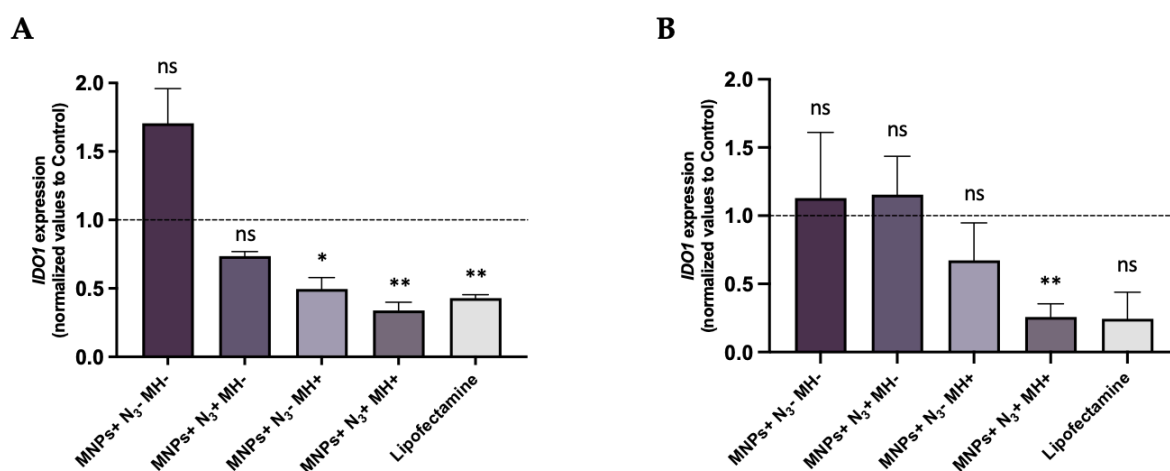 A
IDO1 expression
(normalized values to Control)
2.0
1.5
1.0
0.5
0.0
ns
ns
*
**
**
MNPs+ N₃- MH-
MNPs+ N₃+ MH-
MNPs+ N₃- MH+
MNPs+ N₃+ MH+
Lipofectamine
B
IDO1 expression
(normalized values to Control)
2.0
1.5
1.0
0.5
0.0
ns
ns
ns
**
ns
MNPs+ N₃- MH-
MNPs+ N₃+ MH-
MNPs+ N₃- MH+
MNPs+ N₃+ MH+
Lipofectamine